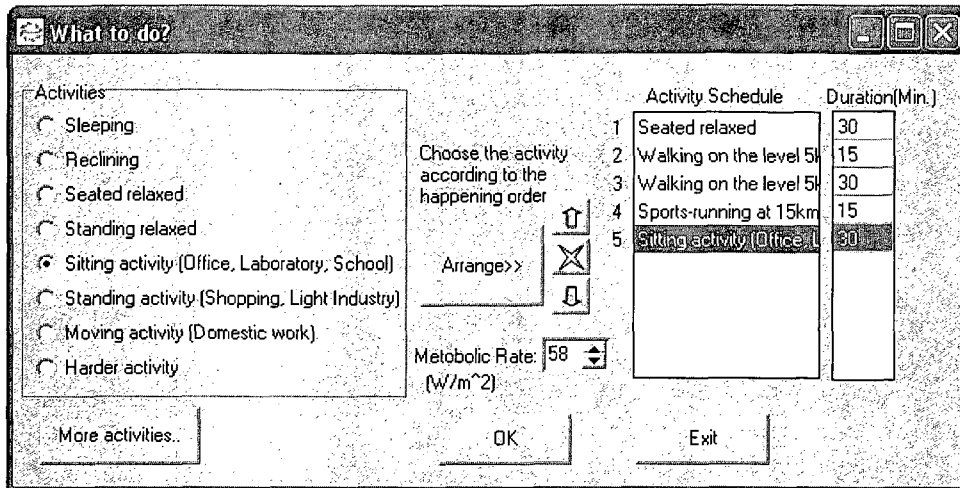 What to do?
Activities
Sleeping
Reclining
Seated relaxed
Standing relaxed
Sitting activity (Office, Laboratory, School)
Standing activity (Shopping, Light Industry)
Moving activity (Domestic work)
Harder activity
More activities..
Choose the activity
according to the
happening order
Arrange>>
Metobolic Rate: 58
(W/m^2)
OK
Exit
Activity Schedule Duration(Min.)
1 Seated relaxed 30
2 Walking on the level 5k 15
3 Walking on the level 5k 30
4 Sports-running at 15km 15
5 Sitting activity (Office, L 30